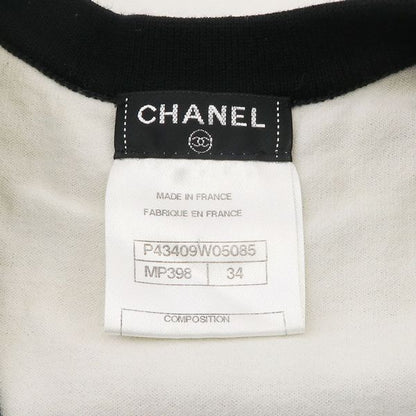 CHANEL
MADE IN FRANCE
FABRIQUE EN FRANCE
P43409W05085
MP398 34
COMPOSITION